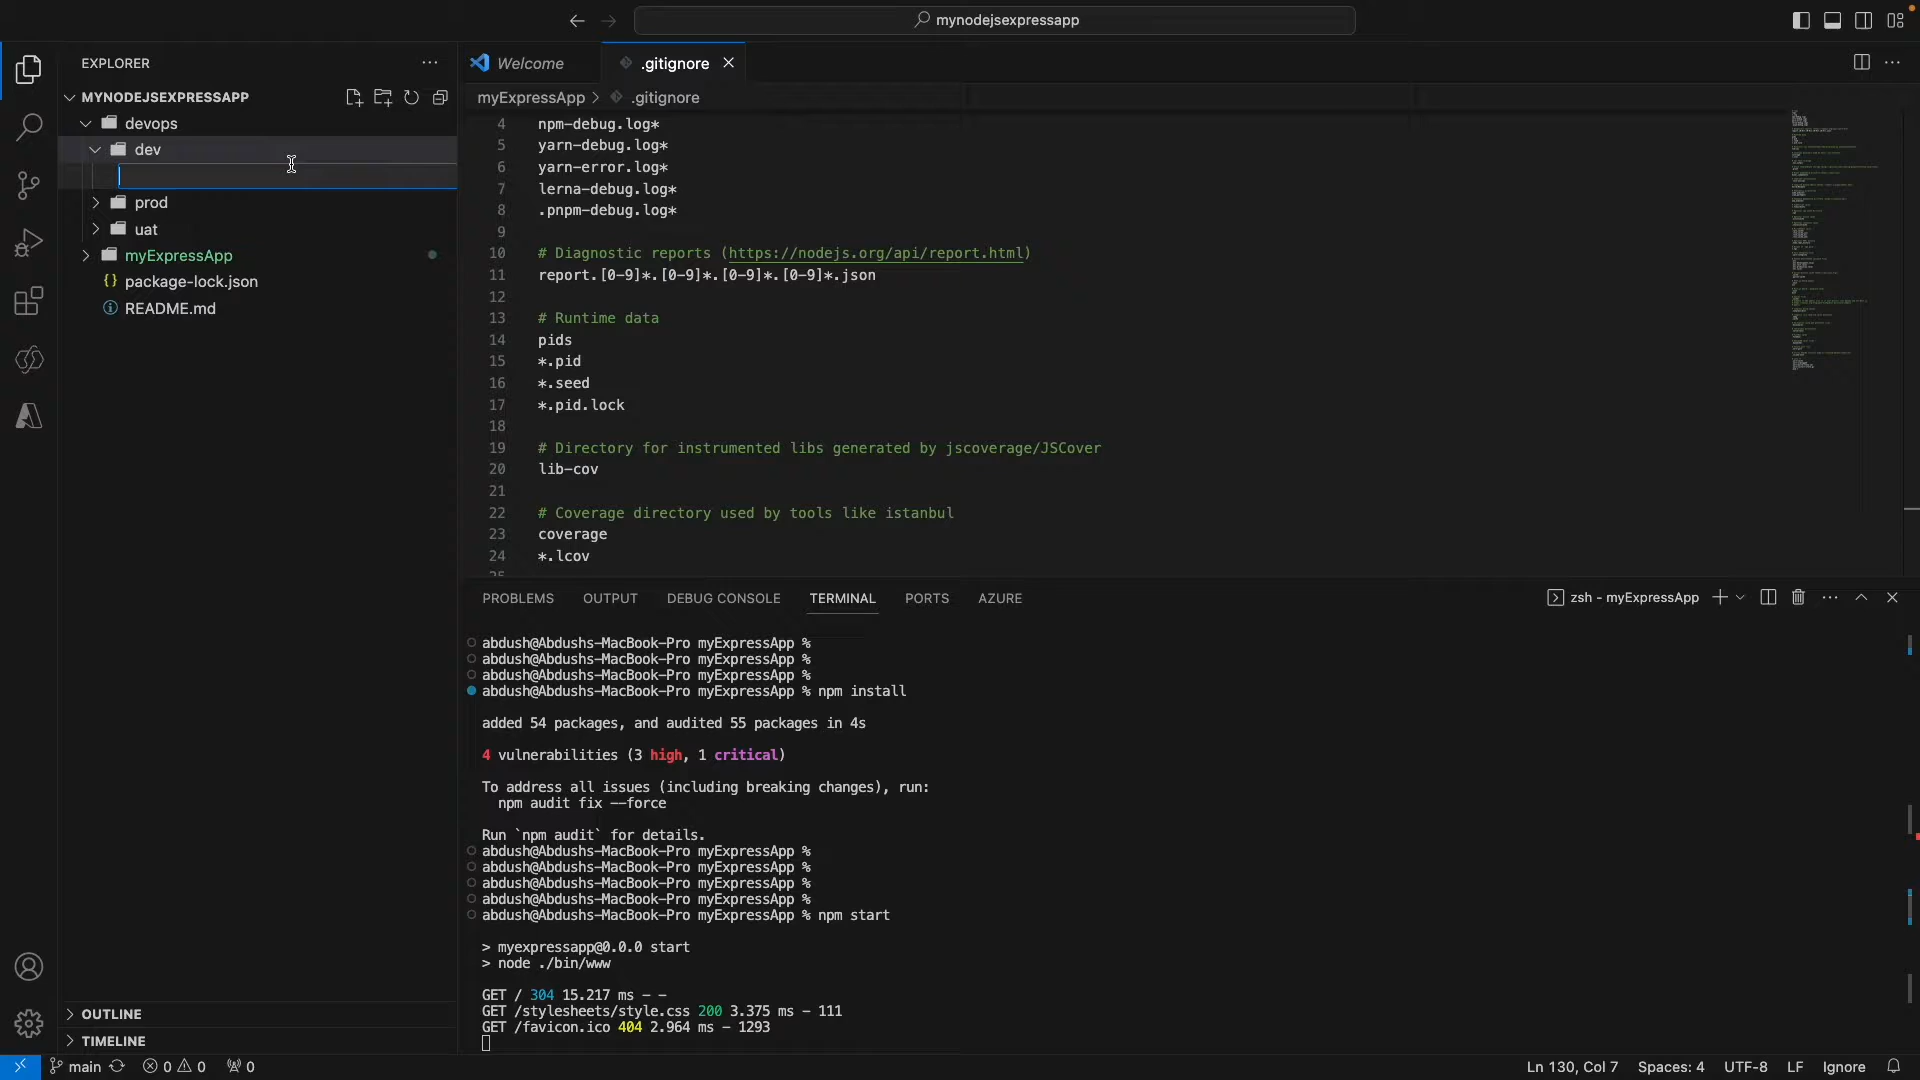 mynodejsexpressapp
EXPLORER
MYNODEJSEXPRESSAPP
devops
dev
prod
uat
myExpressApp
package-lock.json
README.md
OUTLINE
TIMELINE
Welcome
.gitignore
myExpressApp > .gitignore
4 npm-debug.log*
5 yarn-debug.log*
6 yarn-error.log*
7 lerna-debug.log*
8 .pnpm-debug.log*
9
10 # Diagnostic reports (https://nodejs.org/api/report.html)
11 report.[0-9]*.[0-9]*.[0-9]*.[0-9]*.json
12
13 # Runtime data
14 pids
15 *.pid
16 *.seed
17 *.pid.lock
18
19 # Directory for instrumented libs generated by jscoverage/JSCover
20 lib-cov
21
22 # Coverage directory used by tools like istanbul
23 coverage
24 *.lcov
25
PROBLEMS OUTPUT DEBUG CONSOLE TERMINAL PORTS AZURE
zsh - myExpressApp
abdush@Abdushs-MacBook-Pro myExpressApp %
abdush@Abdushs-MacBook-Pro myExpressApp %
abdush@Abdushs-MacBook-Pro myExpressApp %
abdush@Abdushs-MacBook-Pro myExpressApp % npm install
added 54 packages, and audited 55 packages in 4s
4 vulnerabilities (3 high, 1 critical)
To address all issues (including breaking changes), run:
npm audit fix --force
Run `npm audit` for details.
abdush@Abdushs-MacBook-Pro myExpressApp %
abdush@Abdushs-MacBook-Pro myExpressApp %
abdush@Abdushs-MacBook-Pro myExpressApp %
abdush@Abdushs-MacBook-Pro myExpressApp %
abdush@Abdushs-MacBook-Pro myExpressApp % npm start
> myexpressapp@0.0.0 start
> node ./bin/www
GET / 304 15.217 ms - -
GET /stylesheets/style.css 200 3.375 ms - 111
GET /favicon.ico 404 2.964 ms - 1293
main 0 0 0 Ln 130, Col 7 Spaces: 4 UTF-8 LF Ignore